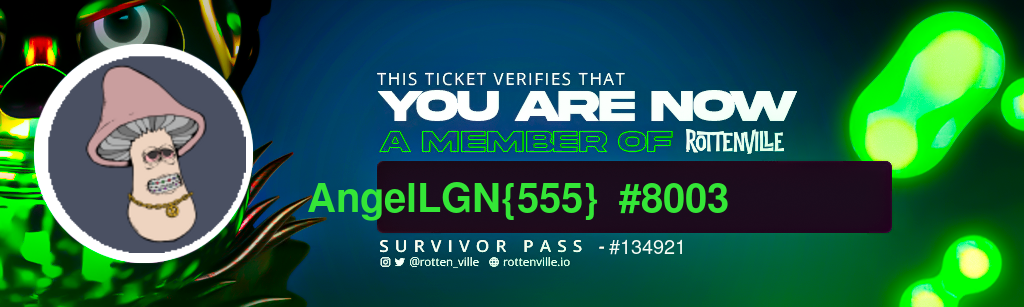 THIS TICKET VERIFIES THAT
YOU ARE NOW
A MEMBER OF ROTTENVILLE
AngelLGN{555} #8003
SURVIVOR PASS - #134921
@rotten_ville rottenville.io